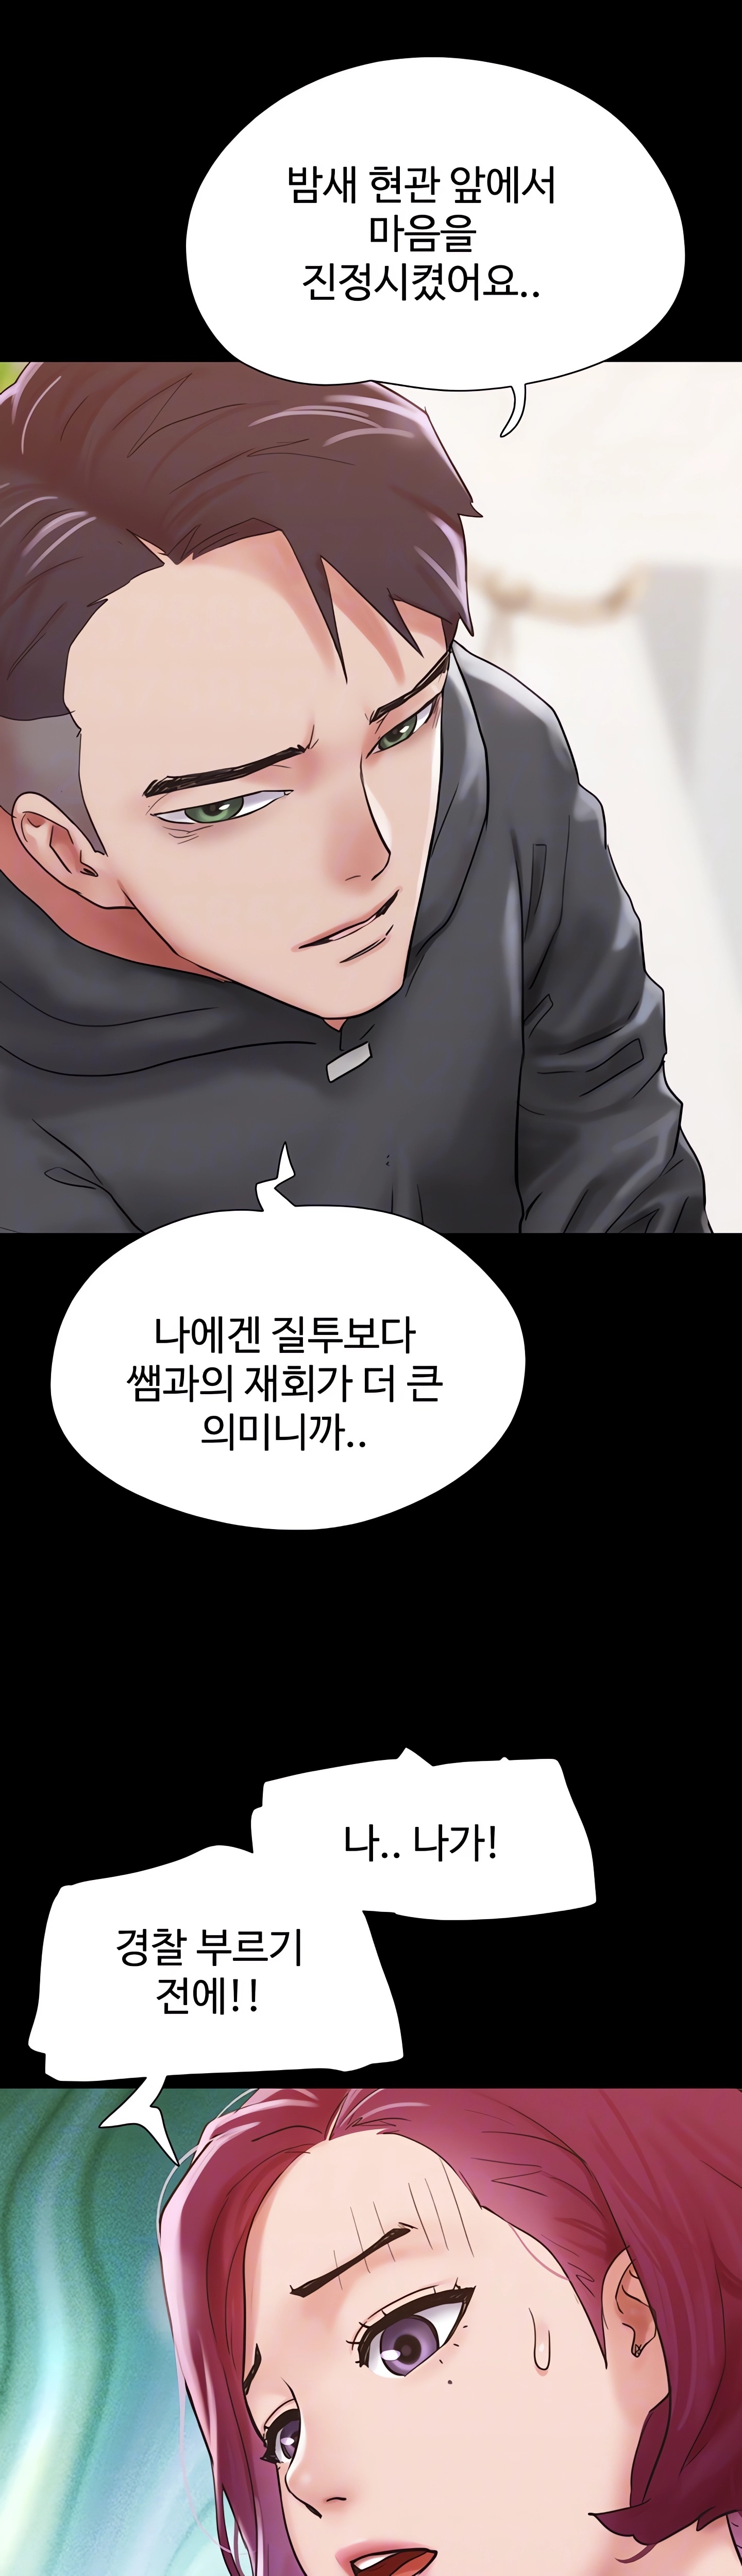 밤새 현관 앞에서
마음을
진정시켰어요..
나에겐 질투보다
쌤과의 재회가 더 큰
의미니까..
나.. 나가!
경찰 부르기
전에!!